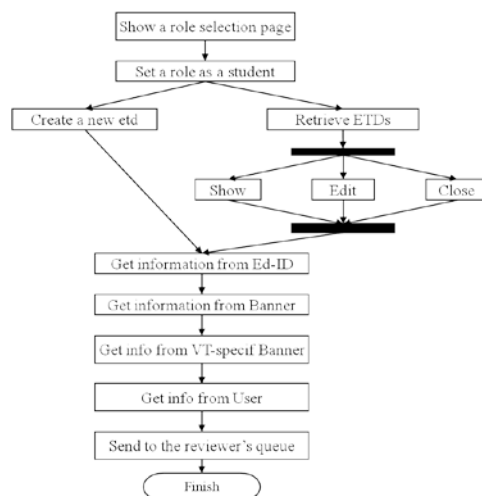 Show a role selection page
Set a role as a student
Create a new etd
Retrieve ETDs
Show
Edit
Close
Get information from Ed-ID
Get information from Banner
Get info from VT-specif Banner
Get info from User
Send to the reviewer's queue
Finish